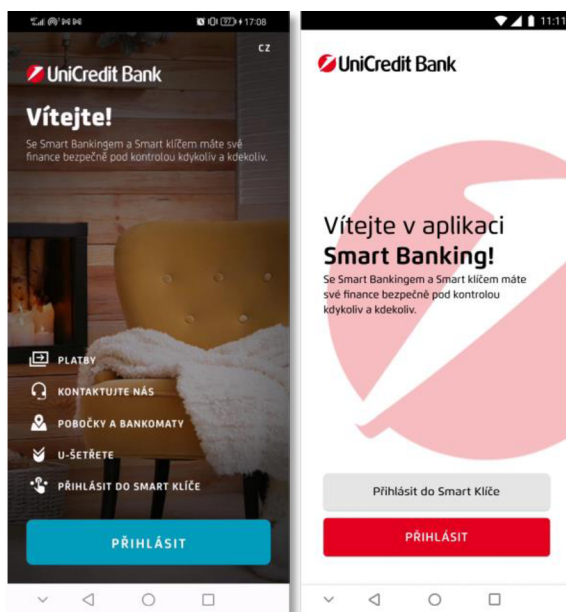 17:08
CZ
UniCredit Bank
Vítejte!
Se Smart Bankingem a Smart klíčem máte své
finance bezpečně pod kontrolou kdykoliv a kdekoliv.
PLATBY
KONTAKTUJTE NÁS
POBOČKY A BANKOMATY
U-ŠETŘETE
PŘIHLÁSIT DO SMART KLÍČE
PŘIHLÁSIT
11:11
UniCredit Bank
Vítejte v aplikaci
Smart Banking!
Se Smart Bankingem a Smart klíčem máte
své finance bezpečně pod kontrolou
kdykoliv a kdekoliv.
Přihlásit do Smart Klíče
PŘIHLÁSIT